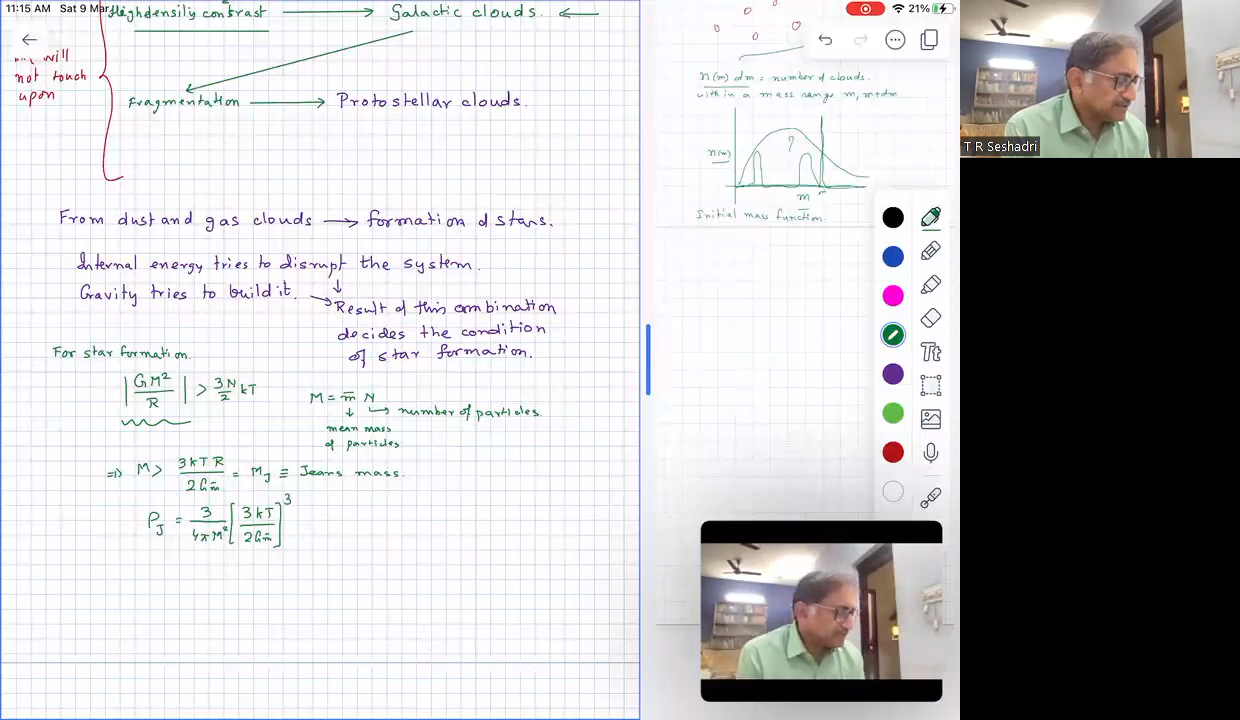 11:15 AM Sat 9 Mar
High density contrast → Galactic clouds. ←
will
not touch
upon
Fragmentation → Protostellar clouds.
From dust and gas clouds → formation of stars.
Internal energy tries to disrupt the system.
Gravity tries to build it. → Result of this combination
decides the condition
of star formation.
For star formation.
|GM²/R| > 3N/2 kT
M = m̄ N
number of particles
mean mass
of particles
⇒ M > 3kTR/2Gm̄ = M_J ≡ Jeans mass.
ρ_J = 3/4πM² [3kT/2Gm̄]³
21%
n(m) dm = number of clouds.
with in a mass range m, m+dm
n(m)
?
m
Initial mass function.
Tt
T R Seshadri